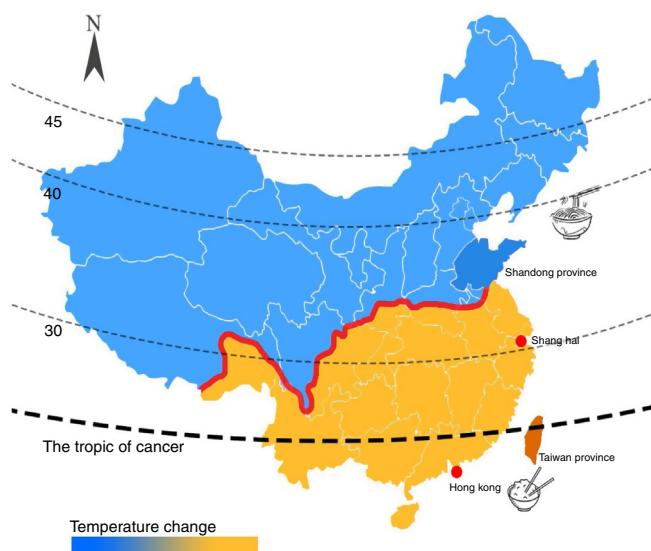 N
45
40
Shandong province
30
Shang hai
The tropic of cancer
Taiwan province
Hong kong
Temperature change